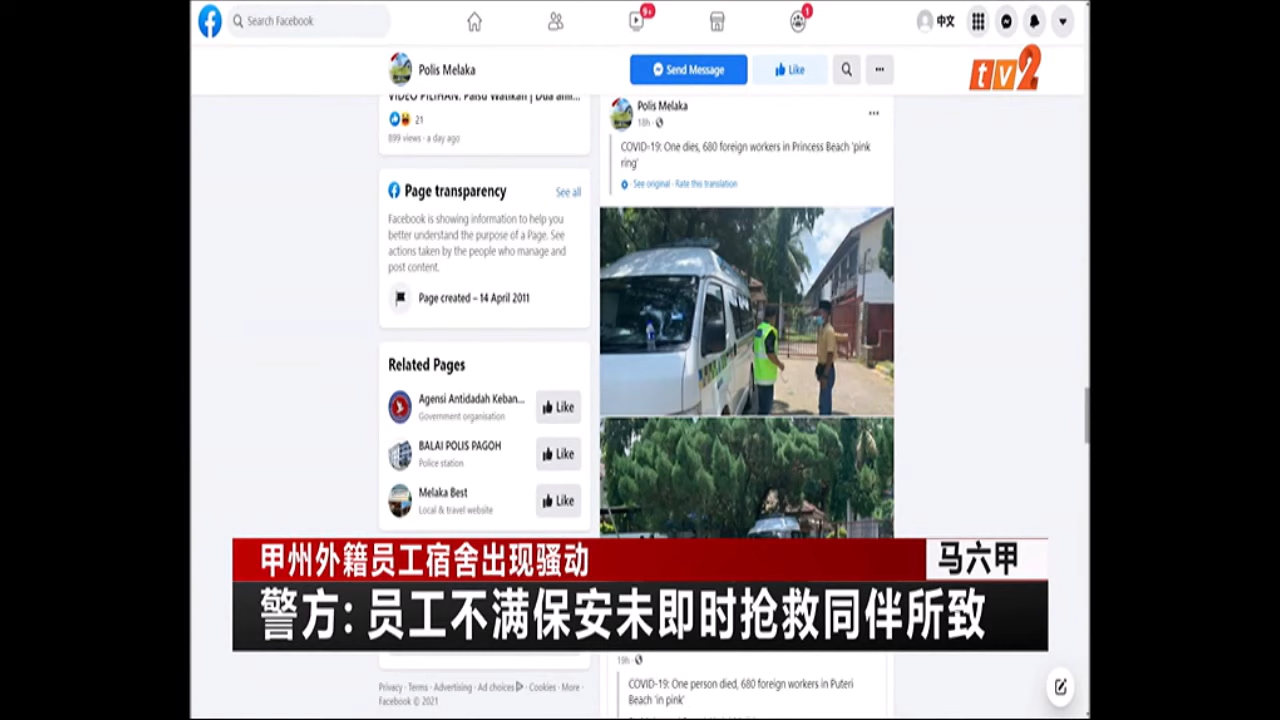 Search Facebook
9+
1
中文
Polis Melaka
Send Message
Like
tv2
21
899 views · a day ago
Page transparency
See all
Facebook is showing information to help you
better understand the purpose of a Page. See
actions taken by the people who manage and
post content.
Page created – 14 April 2011
Related Pages
Agensi Antidadah Keban...
Government organisation
Like
BALAI POLIS PAGOH
Police station
Like
Melaka Best
Local & travel website
Like
Polis Melaka
18h
COVID-19: One dies, 680 foreign workers in Princess Beach 'pink
ring'
See original · Rate this translation
甲州外籍员工宿舍出现骚动
马六甲
警方: 员工不满保安未即时抢救同伴所致
19h
COVID-19: One person died, 680 foreign workers in Puteri
Beach 'in pink'
Privacy · Terms · Advertising · Ad choices · Cookies · More ·
Facebook © 2021